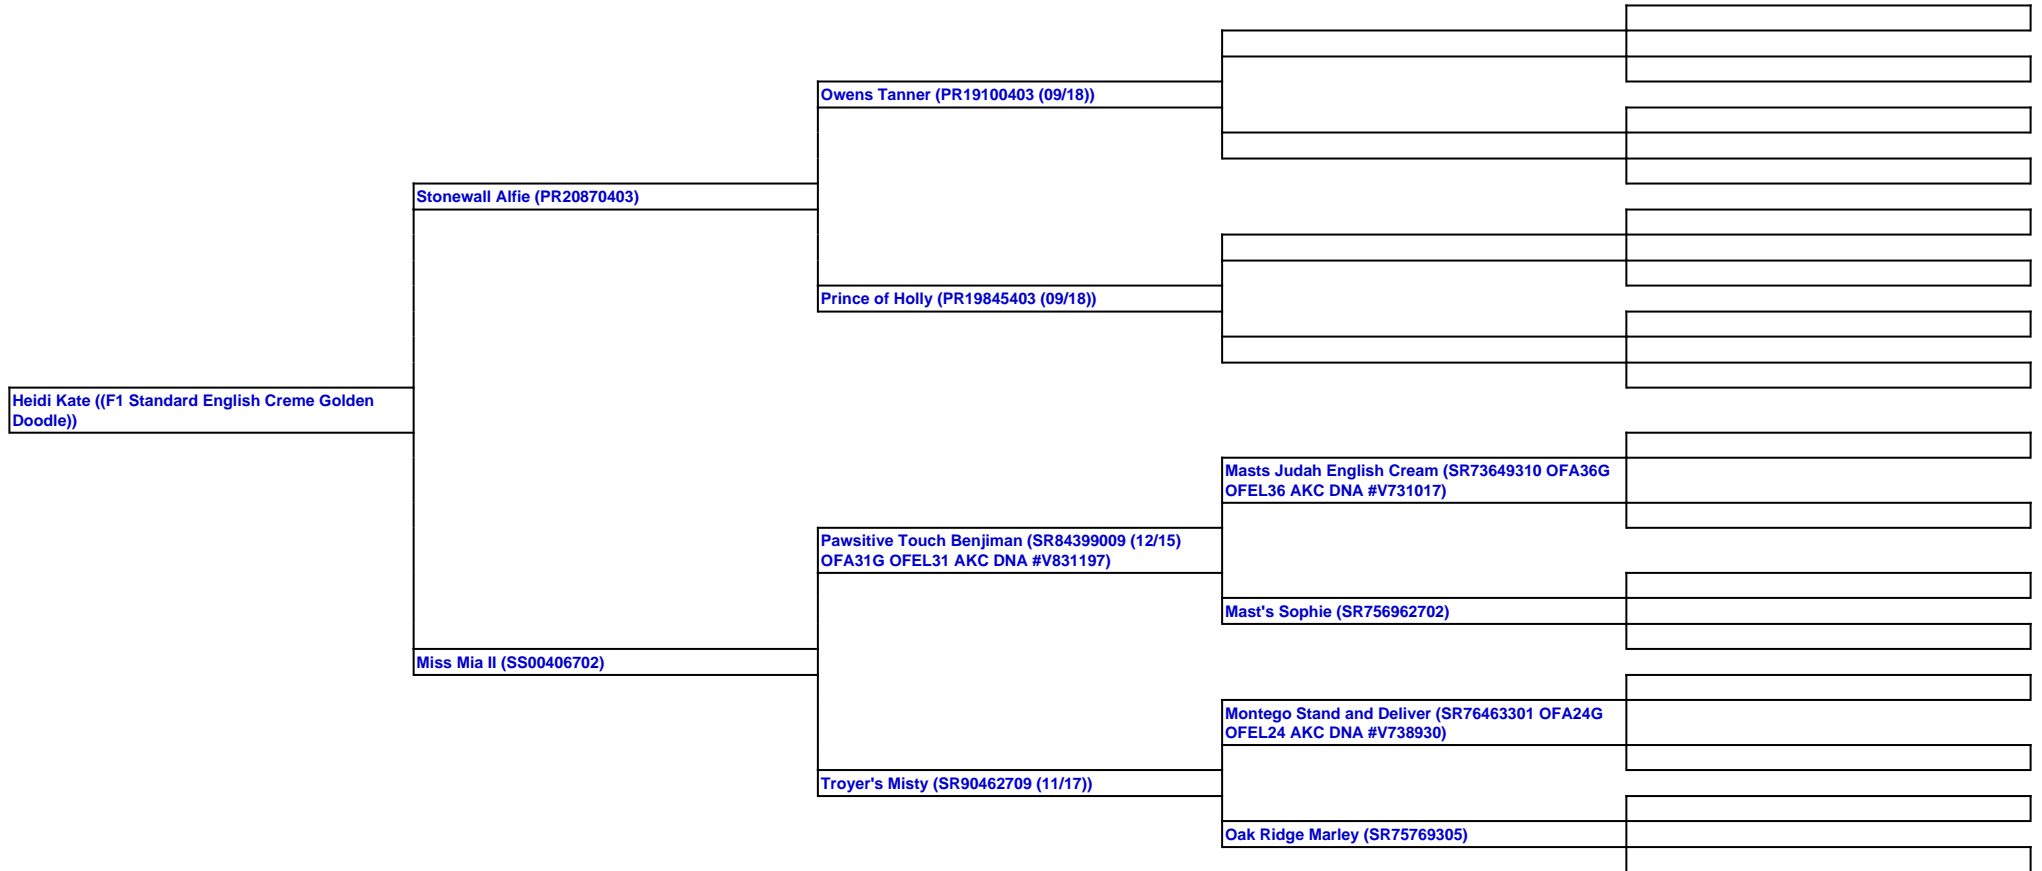 Owens Tanner (PR19100403 (09/18))
Stonewall Alfie (PR20870403)
Prince of Holly (PR19845403 (09/18))
Heidi Kate ((F1 Standard English Creme Golden
Doodle))
Masts Judah English Cream (SR73649310 OFA36G
OFEL36 AKC DNA #V731017)
Pawsitive Touch Benjiman (SR84399009 (12/15)
OFA31G OFEL31 AKC DNA #V831197)
Mast's Sophie (SR756962702)
Miss Mia II (SS00406702)
Montego Stand and Deliver (SR76463301 OFA24G
OFEL24 AKC DNA #V738930)
Troyer's Misty (SR90462709 (11/17))
Oak Ridge Marley (SR75769305)